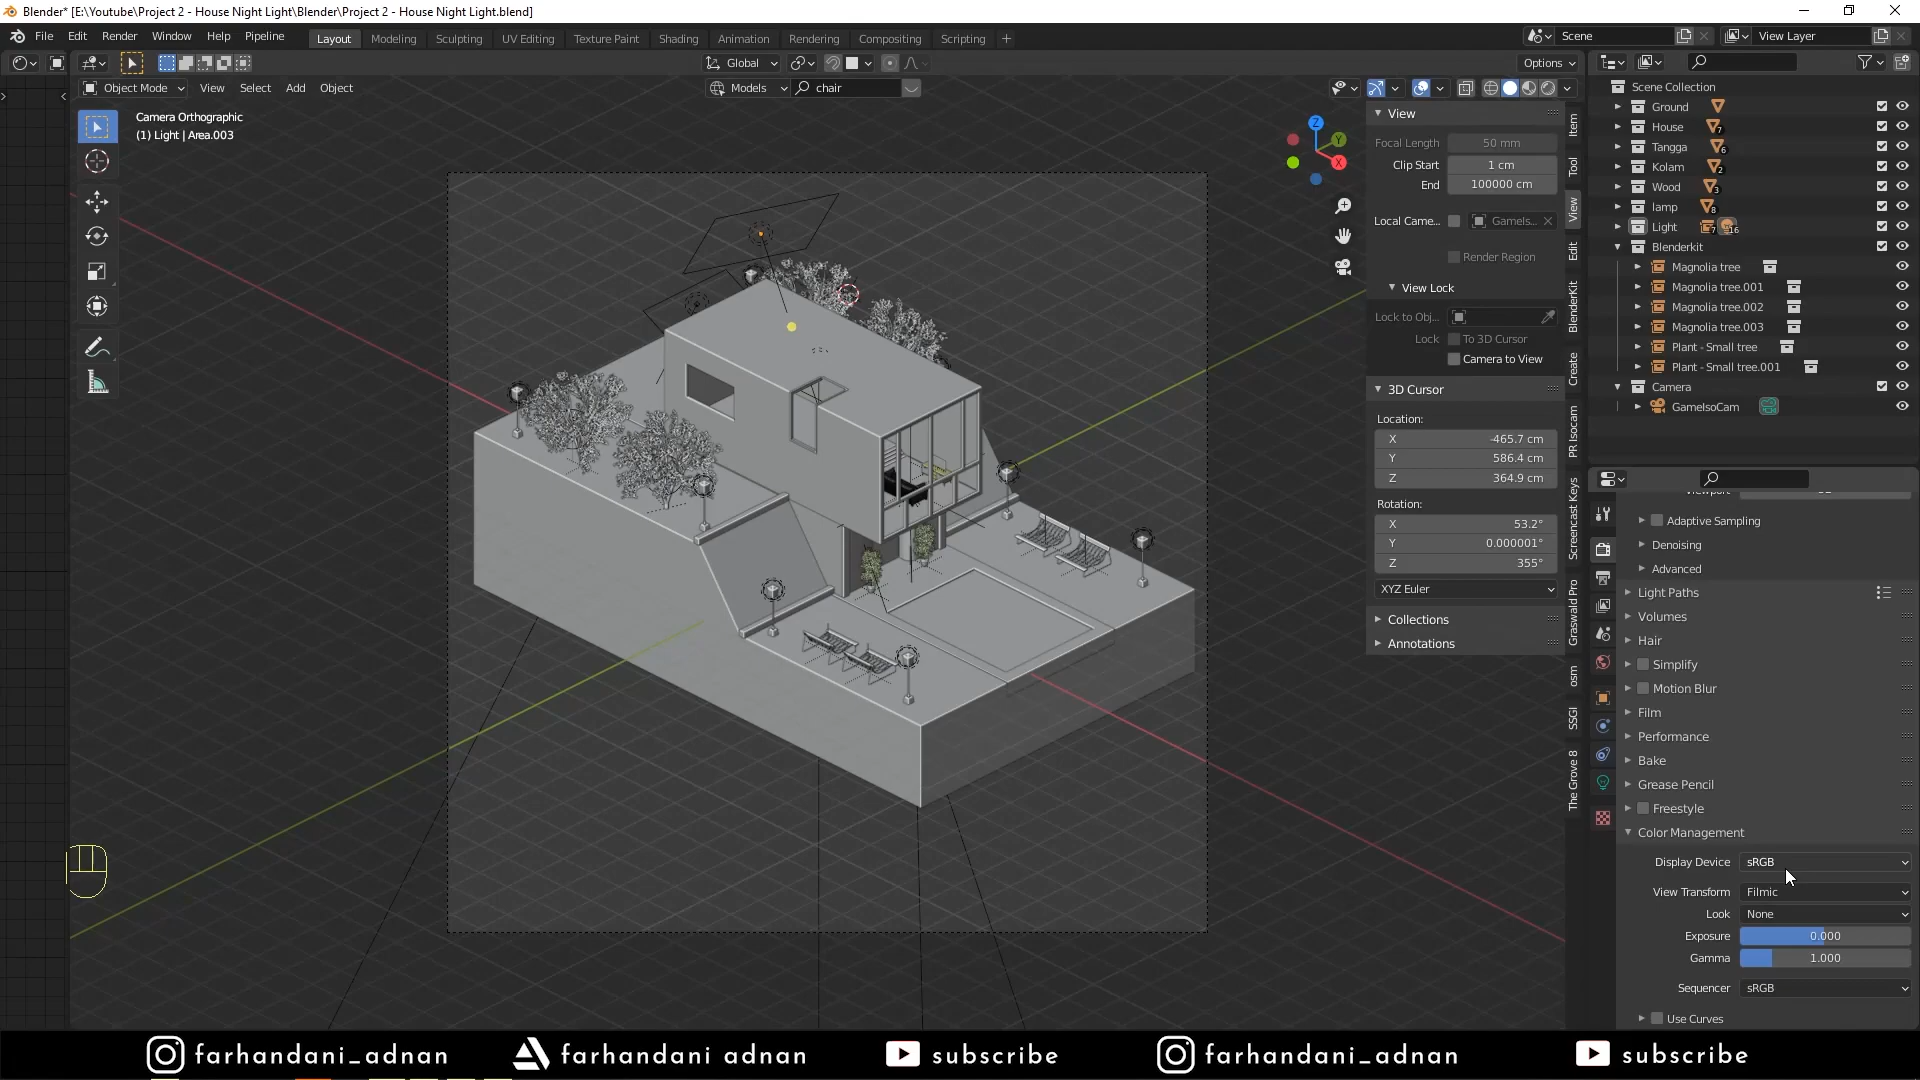 Blender* [E:\Youtube\Project 2 - House Night Light\Blender\Project 2 - House Night Light.blend]
File Edit Render Window Help Pipeline Layout Modeling Sculpting UV Editing Texture Paint Shading Animation Rendering Compositing Scripting + Scene View Layer
Global Options
Object Mode View Select Add Object Models chair
Camera Orthographic
(1) Light | Area.003
Z
Y
X
View
Focal Length 50 mm
Clip Start 1 cm
End 100000 cm
Local Came... GameIs...
Render Region
View Lock
Lock to Obj...
Lock To 3D Cursor
Camera to View
3D Cursor
Location:
X -465.7 cm
Y 586.4 cm
Z 364.9 cm
Rotation:
X 53.2°
Y 0.000001°
Z 355°
XYZ Euler
Collections
Annotations
Item
Tool
View
Edit
BlenderKit
Create
PR Isocam
Screencast Keys
Graswald Pro
osm
SSGI
The Grove 8
Scene Collection
Ground
House 7
Tangga 6
Kolam 2
Wood 3
lamp 8
Light 7 16
Blenderkit
Magnolia tree
Magnolia tree.001
Magnolia tree.002
Magnolia tree.003
Plant - Small tree
Plant - Small tree.001
Camera
GameIsoCam
Adaptive Sampling
Denoising
Advanced
Light Paths
Volumes
Hair
Simplify
Motion Blur
Film
Performance
Bake
Grease Pencil
Freestyle
Color Management
Display Device sRGB
View Transform Filmic
Look None
Exposure 0.000
Gamma 1.000
Sequencer sRGB
Use Curves
farhandani_adnan farhandani adnan subscribe farhandani_adnan subscribe